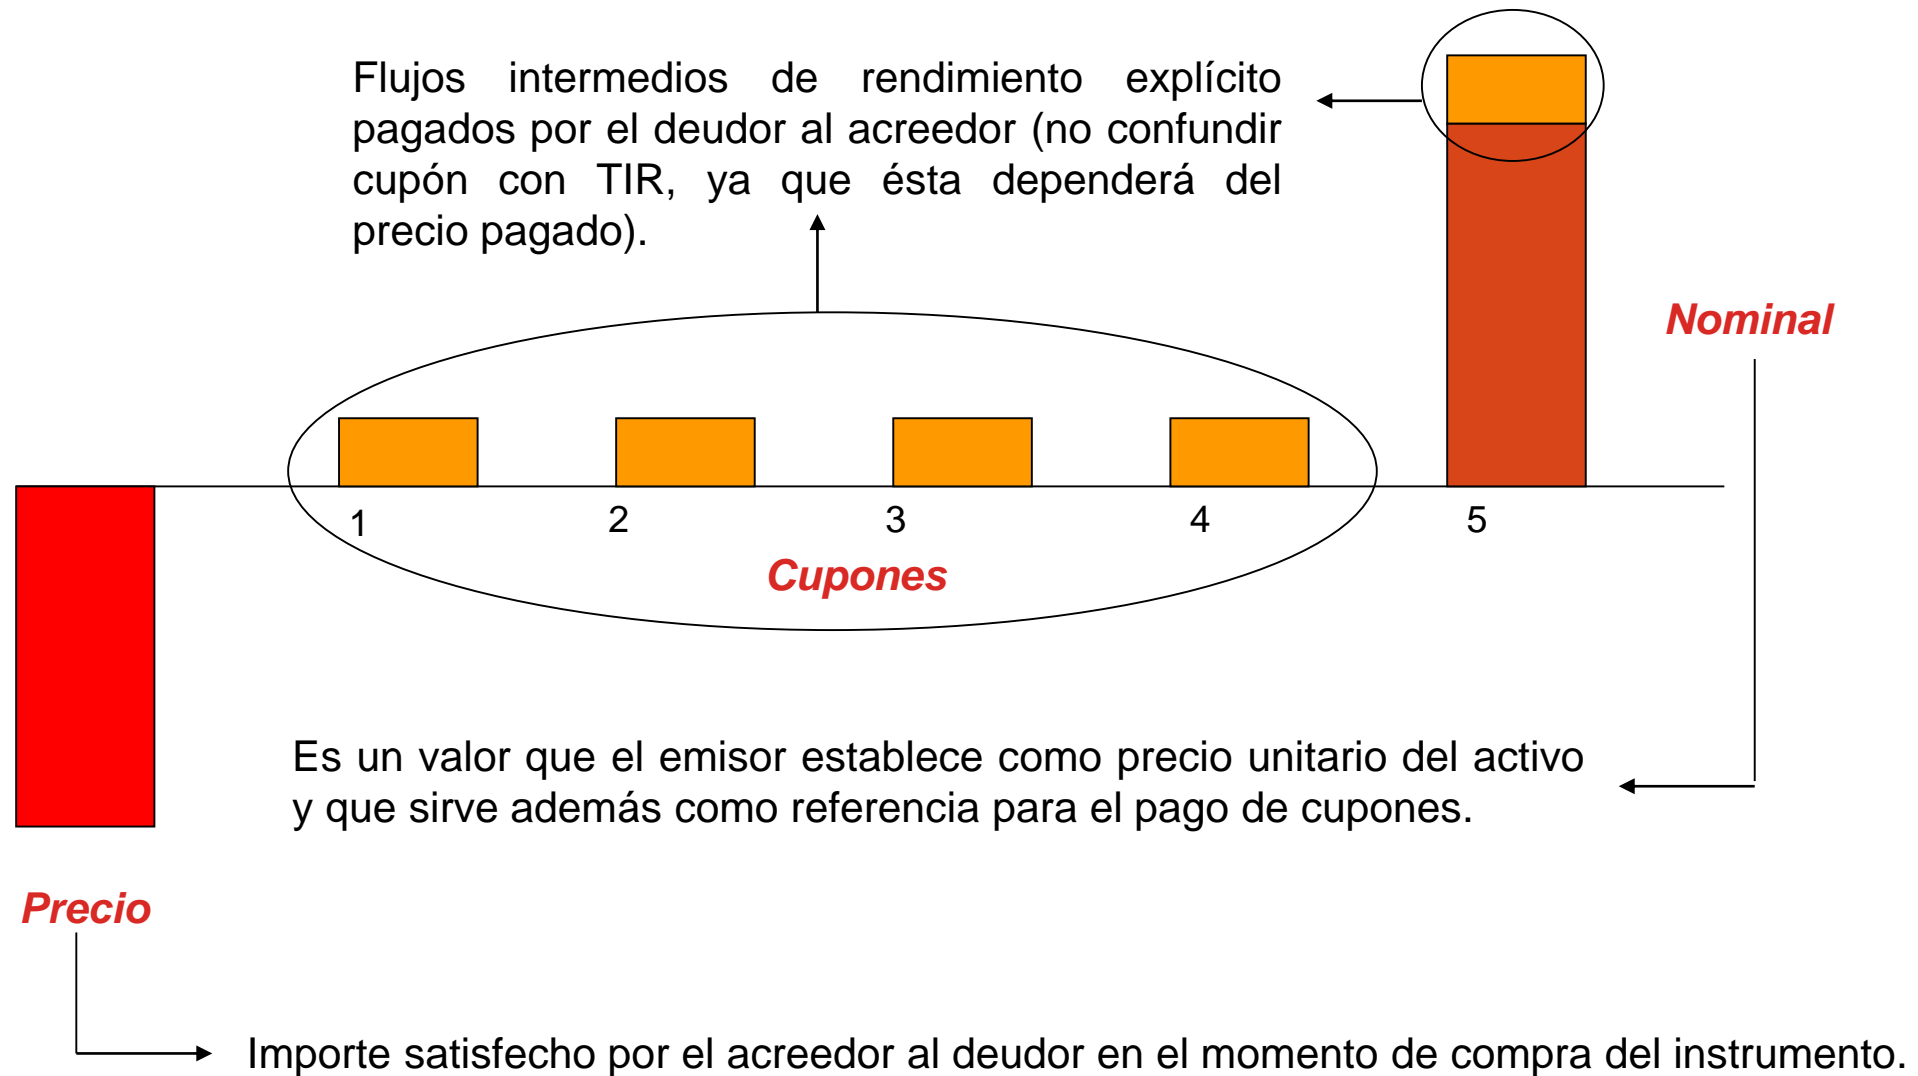 Flujos intermedios de rendimiento explícito
pagados por el deudor al acreedor (no confundir
cupón con TIR, ya que ésta dependerá del
precio pagado).
Nominal
1 2 3 4 5
Cupones
Es un valor que el emisor establece como precio unitario del activo
y que sirve además como referencia para el pago de cupones.
Precio
Importe satisfecho por el acreedor al deudor en el momento de compra del instrumento.